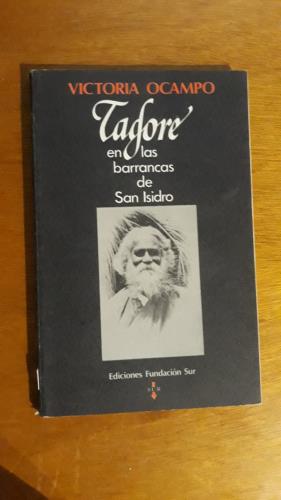 VICTORIA OCAMPO
Tagore
en las
barrancas
de
San Isidro
Ediciones Fundación Sur